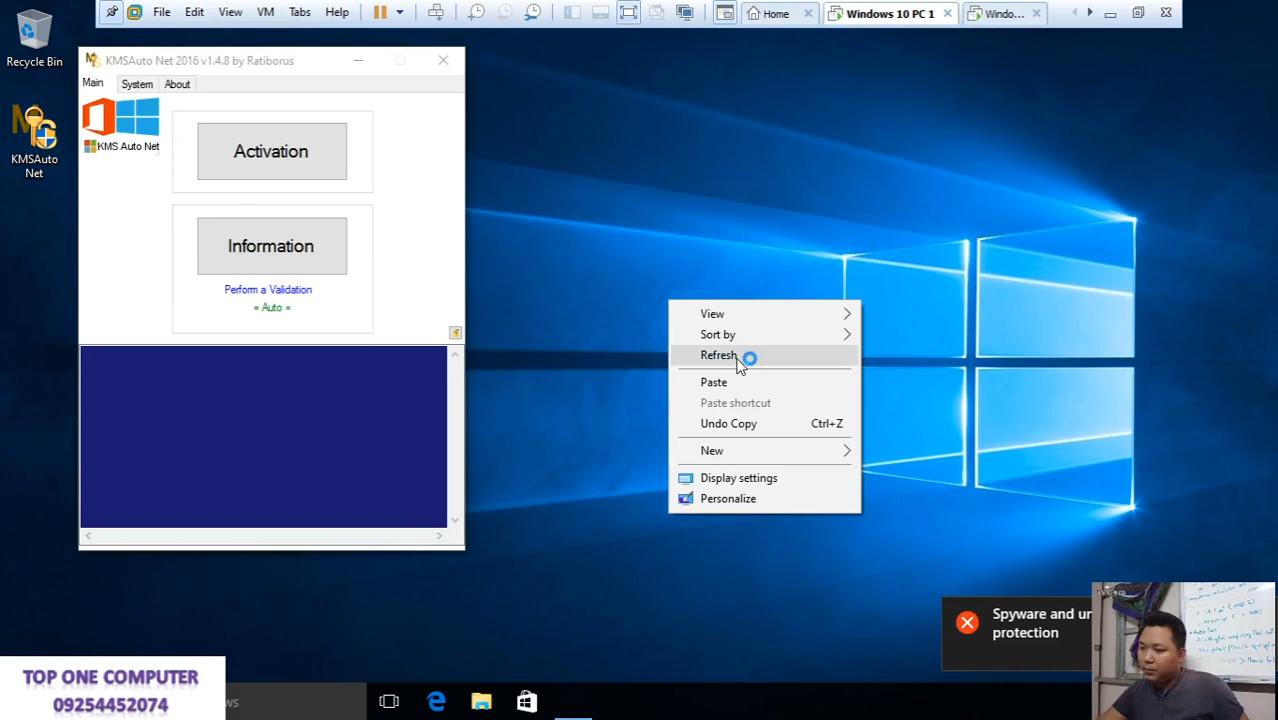 File Edit View VM Tabs Help
Home
Windows 10 PC 1
Windo...
Recycle Bin
KMSAuto Net 2016 v1.4.8 by Ratiborus
Main System About
KMS Auto Net
Activation
KMSAuto
Net
Information
Perform a Validation
= Auto =
View
Sort by
Refresh
Paste
Paste shortcut
Undo Copy Ctrl+Z
New
Display settings
Personalize
Spyware and un
protection
TOP ONE COMPUTER
09254452074
ws